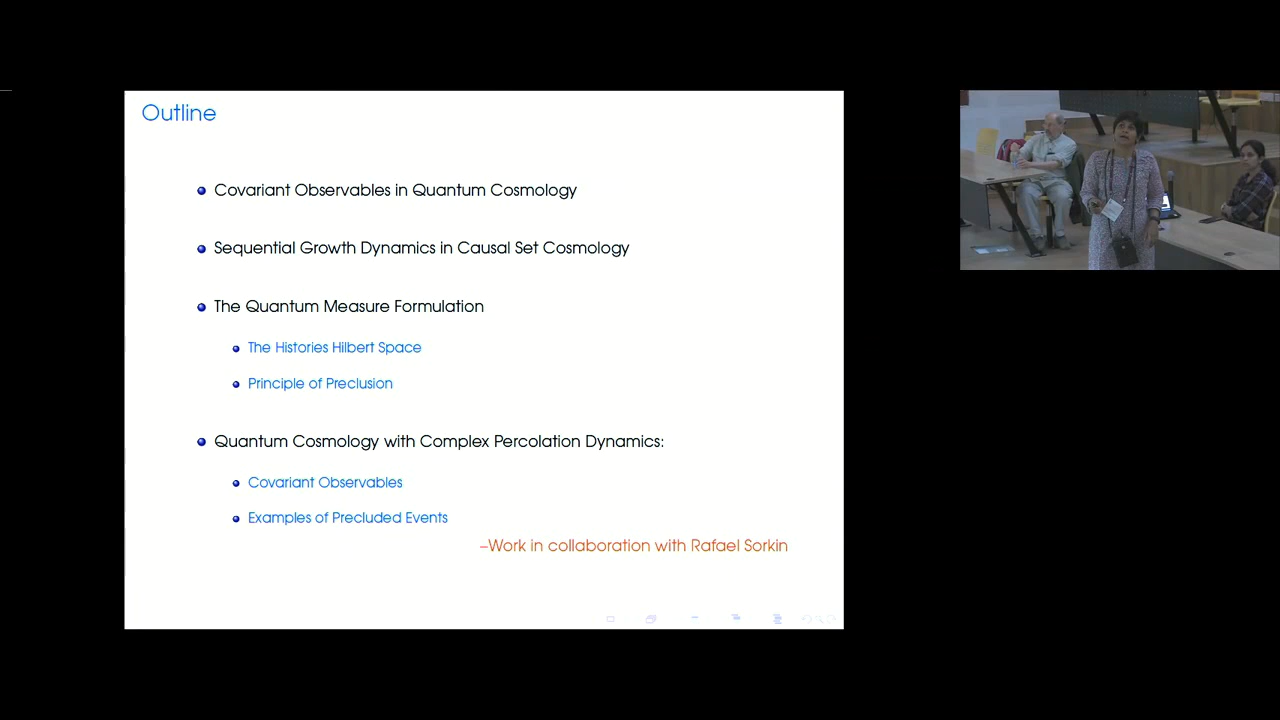 Outline
Covariant Observables in Quantum Cosmology
Sequential Growth Dynamics in Causal Set Cosmology
The Quantum Measure Formulation
The Histories Hilbert Space
Principle of Preclusion
Quantum Cosmology with Complex Percolation Dynamics:
Covariant Observables
Examples of Precluded Events
–Work in collaboration with Rafael Sorkin